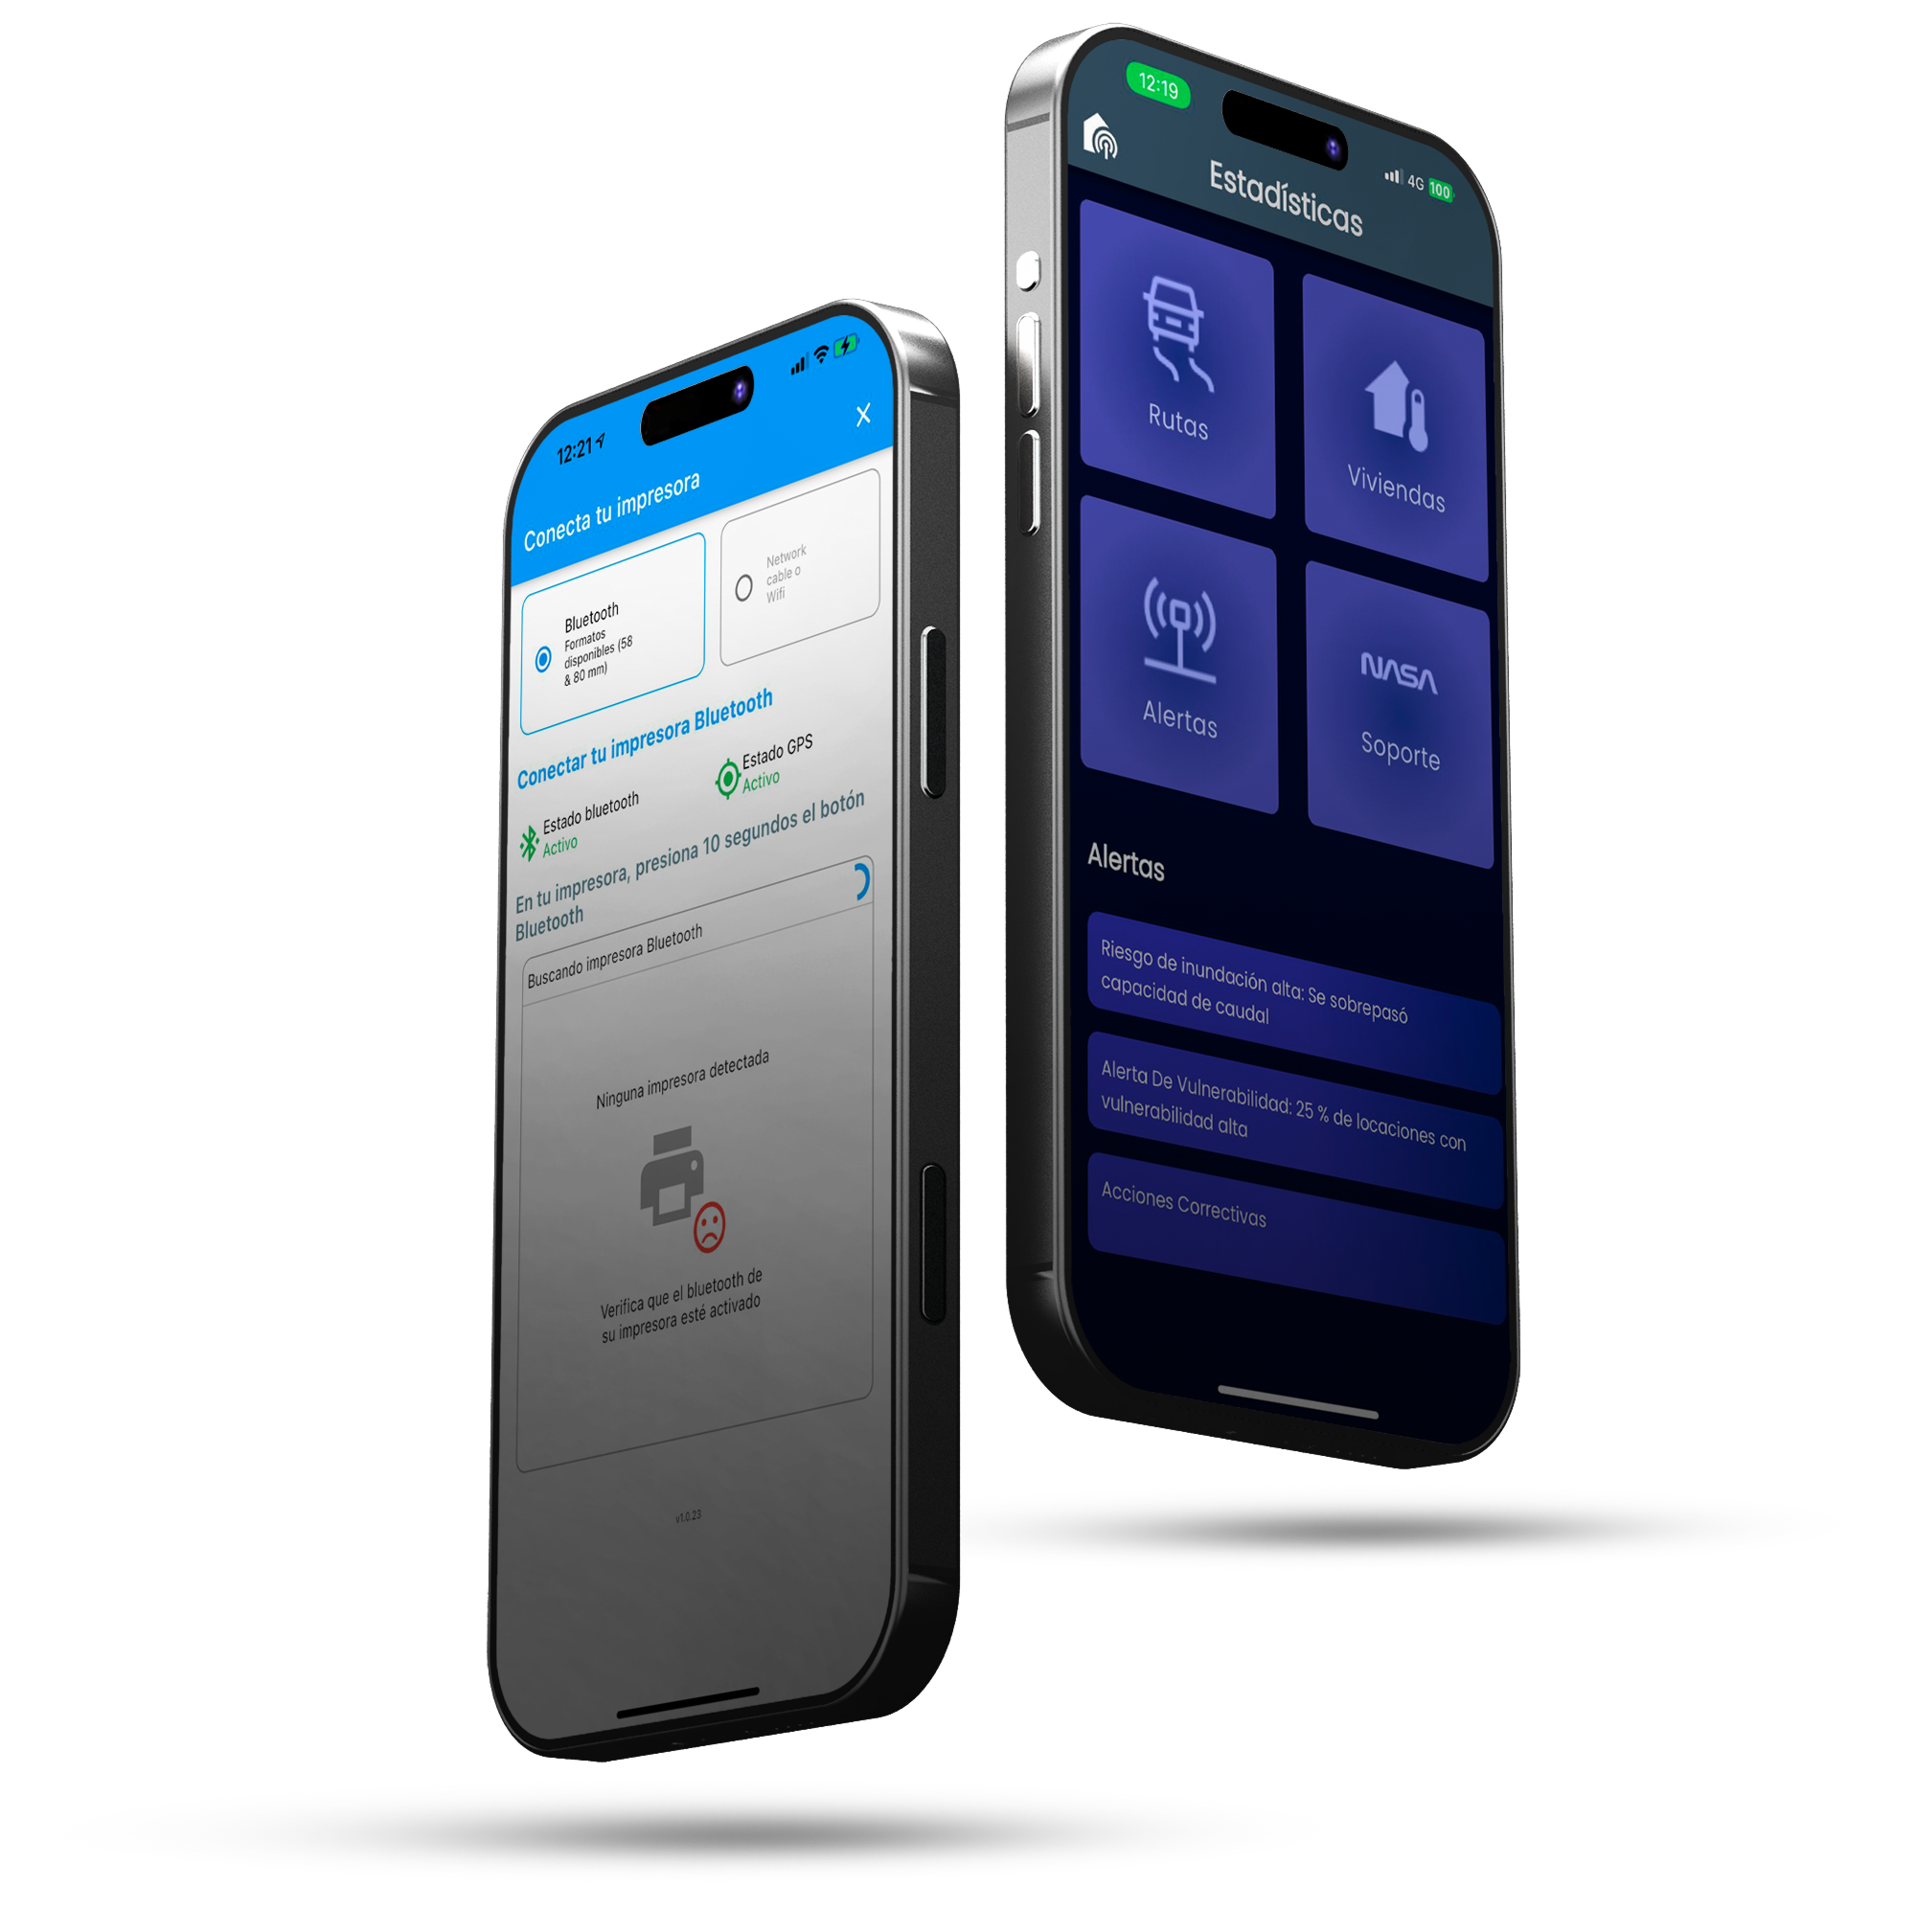 12:21
Conecta tu impresora
Bluetooth
Formatos
disponibles (58
& 80 mm)
Network
cable o
Wifi
Conectar tu impresora Bluetooth
Estado bluetooth
Activo
Estado GPS
Activo
En tu impresora, presiona 10 segundos el botón
Bluetooth
Buscando impresora Bluetooth
Ninguna impresora detectada
Verifica que el bluetooth de
su impresora esté activado
v1.0.23
12:19
4G 100
Estadísticas
Rutas
Viviendas
Alertas
NASA
Soporte
Alertas
Riesgo de inundación alta: Se sobrepasó
capacidad de caudal
Alerta De Vulnerabilidad: 25 % de locaciones con
vulnerabilidad alta
Acciones Correctivas